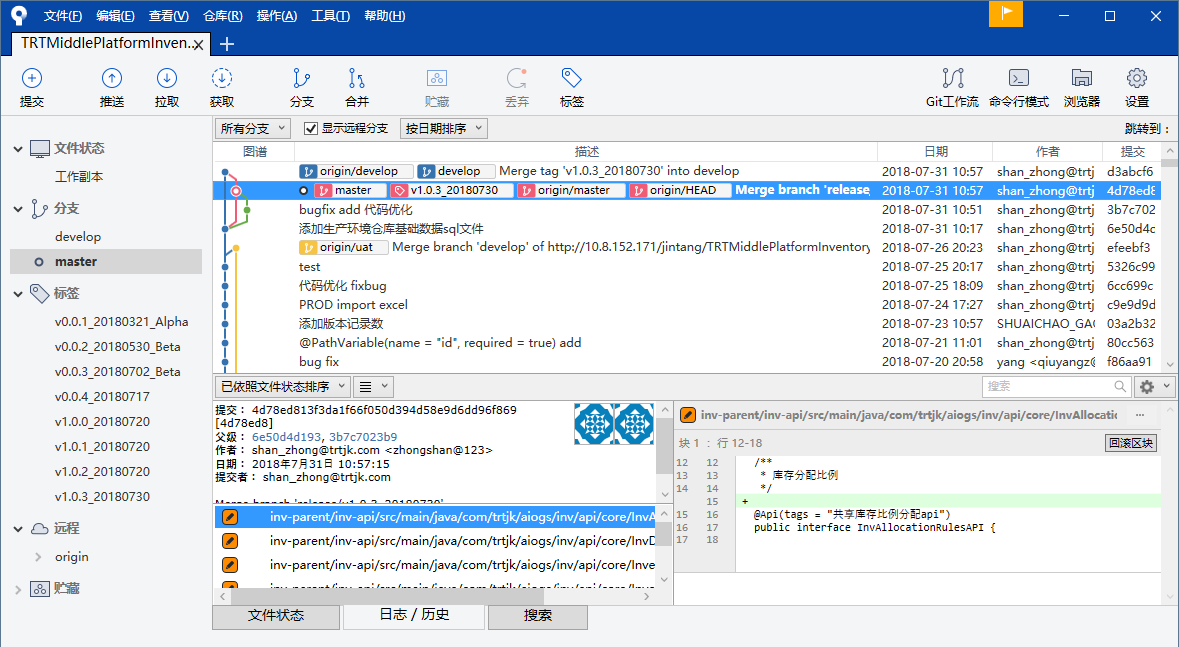 文件(F) 编辑(E) 查看(V) 仓库(R) 操作(A) 工具(T) 帮助(H)
TRTMiddlePlatformInven..
提交 推送 拉取 获取 分支 合并 贮藏 丢弃 标签 Git工作流 命令行模式 浏览器 设置
文件状态
工作副本
分支
develop
master
标签
v0.0.1_20180321_Alpha
v0.0.2_20180530_Beta
v0.0.3_20180702_Beta
v0.0.4_20180717
v1.0.0_20180720
v1.0.1_20180720
v1.0.2_20180720
v1.0.3_20180730
远程
origin
贮藏
所有分支 显示远程分支 按日期排序 跳转到：
图谱 描述 日期 作者 提交
origin/develop develop Merge tag 'v1.0.3_20180730' into develop 2018-07-31 10:57 shan_zhong@trtj d3abcf6
master v1.0.3_20180730 origin/master origin/HEAD Merge branch 'release, 2018-07-31 10:57 shan_zhong@trtj 4d78ed8
bugfix add 代码优化 2018-07-31 10:51 shan_zhong@trtj 3b7c702
添加生产环境仓库基础数据sql文件 2018-07-31 10:17 shan_zhong@trtj 6e50d4c
origin/uat Merge branch 'develop' of http://10.8.152.171/jintang/TRTMiddlePlatformInventory 2018-07-26 20:23 shan_zhong@trtj efeebf3
test 2018-07-25 20:17 shan_zhong@trtj 5326c99
代码优化 fixbug 2018-07-25 18:09 shan_zhong@trtj 6cc699c
PROD import excel 2018-07-24 17:27 shan_zhong@trtj c9e9d9d
添加版本记录数 2018-07-23 10:57 SHUAICHAO_GAO 03a2b32
@PathVariable(name = "id", required = true) add 2018-07-21 11:01 shan_zhong@trtj 80cc563
bug fix 2018-07-20 20:58 yang <qiuyangz@ f86aa91
已依照文件状态排序 搜索
提交： 4d78ed813f3da1f66f050d394d58e9d6dd96f869
[4d78ed8]
父级： 6e50d4d193, 3b7c7023b9
作者： shan_zhong@trtjk.com <zhongshan@123>
日期： 2018年7月31日 10:57:15
提交者： shan_zhong@trtjk.com
Merge branch 'release/v1.0.3_20180730'
inv-parent/inv-api/src/main/java/com/trtjk/aiogs/inv/api/core/InvA
inv-parent/inv-api/src/main/java/com/trtjk/aiogs/inv/api/core/InvD
inv-parent/inv-api/src/main/java/com/trtjk/aiogs/inv/api/core/Inve
inv-parent/inv-api/src/main/java/com/trtjk/aiogs/inv/api/core/Inve
inv-parent/inv-api/src/main/java/com/trtjk/aiogs/inv/api/core/InvAllocatio ...
块 1 : 行 12-18 回滚区块
12 12 /**
13 13 * 库存分配比例
14 14 */
15 +
15 16 @Api(tags = "共享库存比例分配api")
16 17 public interface InvAllocationRulesAPI {
17 18
文件状态 日志 / 历史 搜索